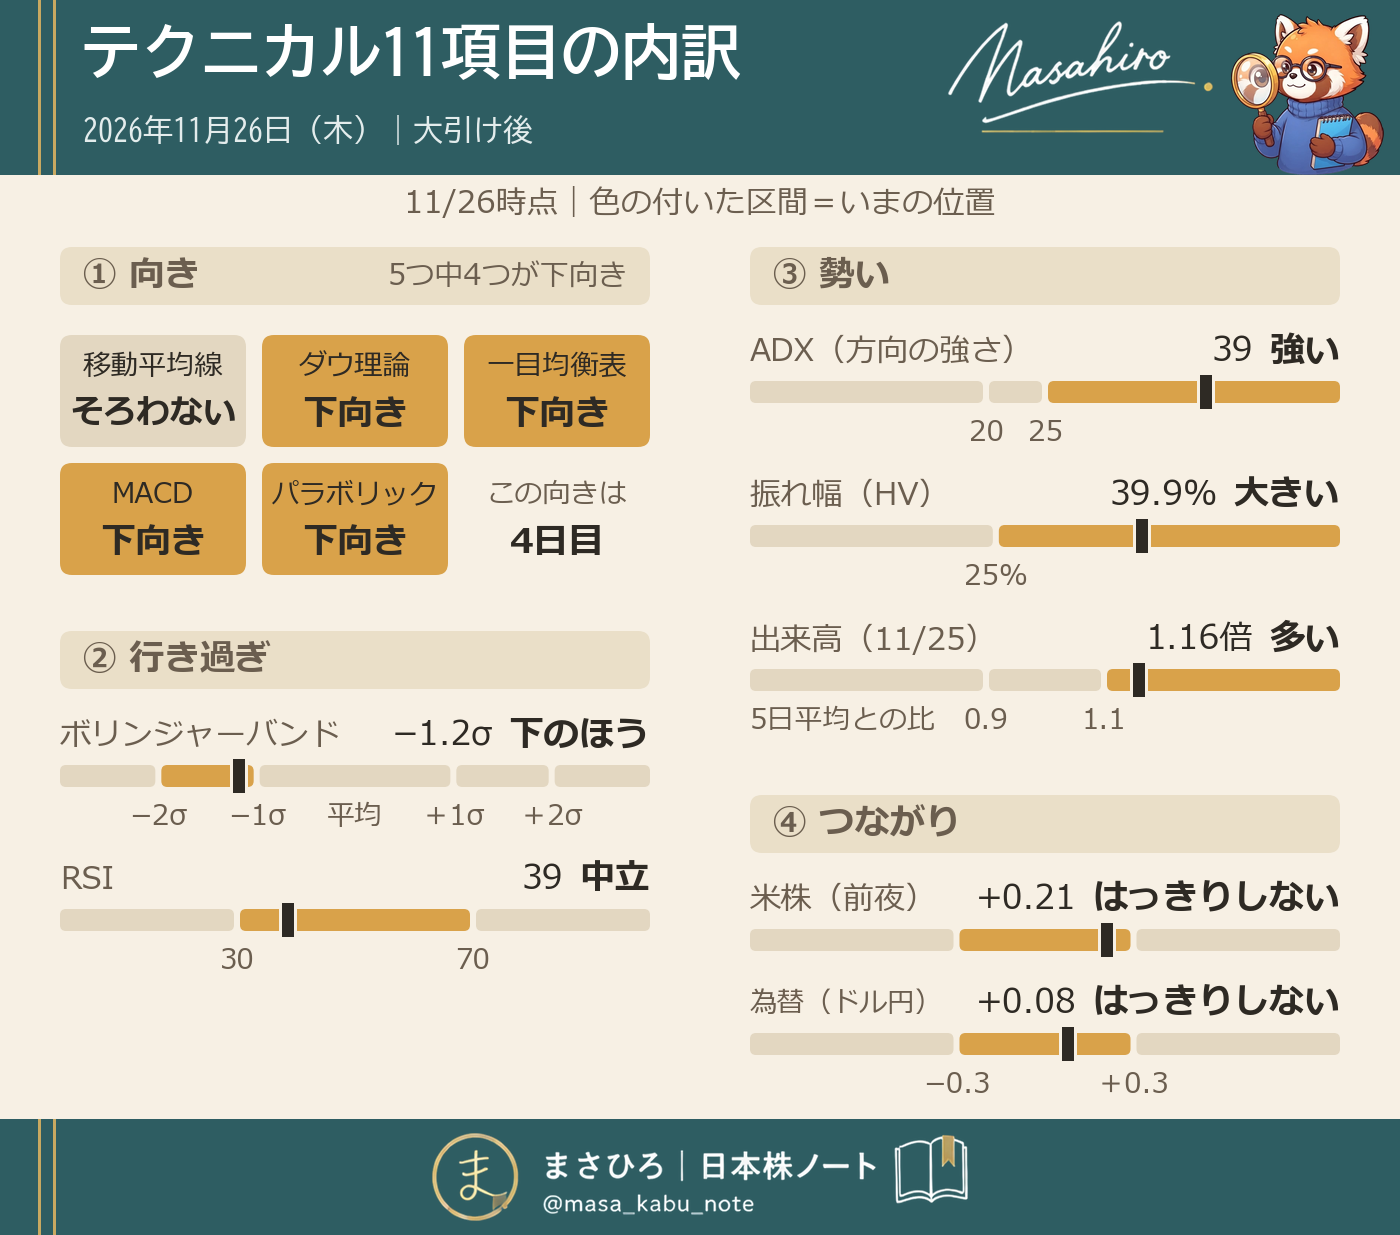 テクニカル11項目の内訳
2026年11月26日（木）｜大引け後
Masahiro
11/26時点｜色の付いた区間＝いまの位置
① 向き 5つ中4つが下向き
移動平均線 ダウ理論 一目均衡表
そろわない 下向き 下向き
MACD パラボリック この向きは
下向き 下向き 4日目
② 行き過ぎ
ボリンジャーバンド −1.2σ 下のほう
−2σ −1σ 平均 +1σ +2σ
RSI 39 中立
30 70
③ 勢い
ADX（方向の強さ） 39 強い
20 25
振れ幅（HV） 39.9% 大きい
25%
出来高（11/25） 1.16倍 多い
5日平均との比 0.9 1.1
④ つながり
米株（前夜） +0.21 はっきりしない
為替（ドル円） +0.08 はっきりしない
−0.3 +0.3
ま
まさひろ｜日本株ノート
@masa_kabu_note